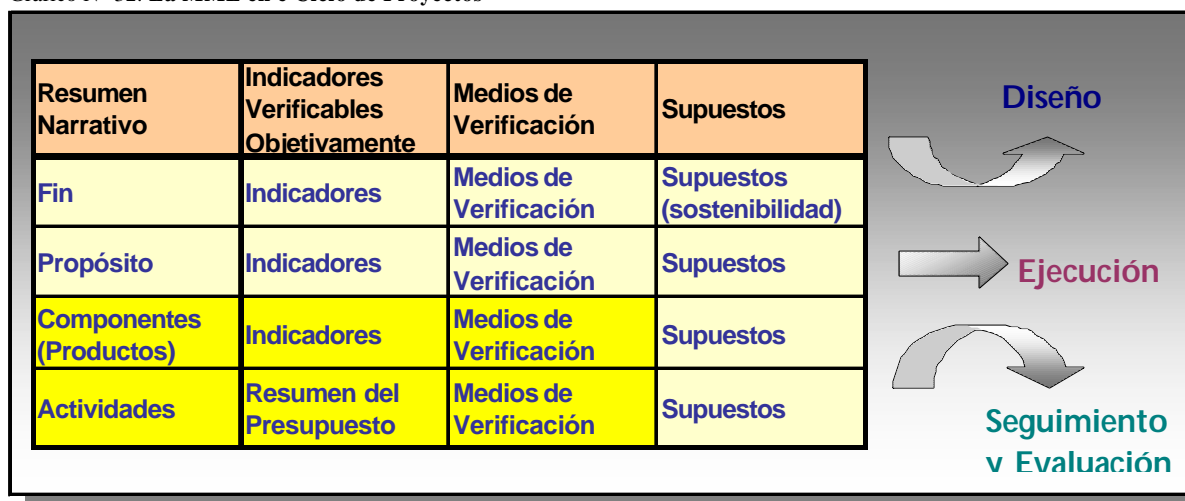 Resumen
Narrativo
Indicadores
Verificables
Objetivamente
Medios de
Verificación
Supuestos
Fin
Indicadores
Medios de
Verificación
Supuestos
(sostenibilidad)
Propósito
Indicadores
Medios de
Verificación
Supuestos
Componentes
(Productos)
Indicadores
Medios de
Verificación
Supuestos
Actividades
Resumen del
Presupuesto
Medios de
Verificación
Supuestos
Diseño
Ejecución
Seguimiento
y Evaluación